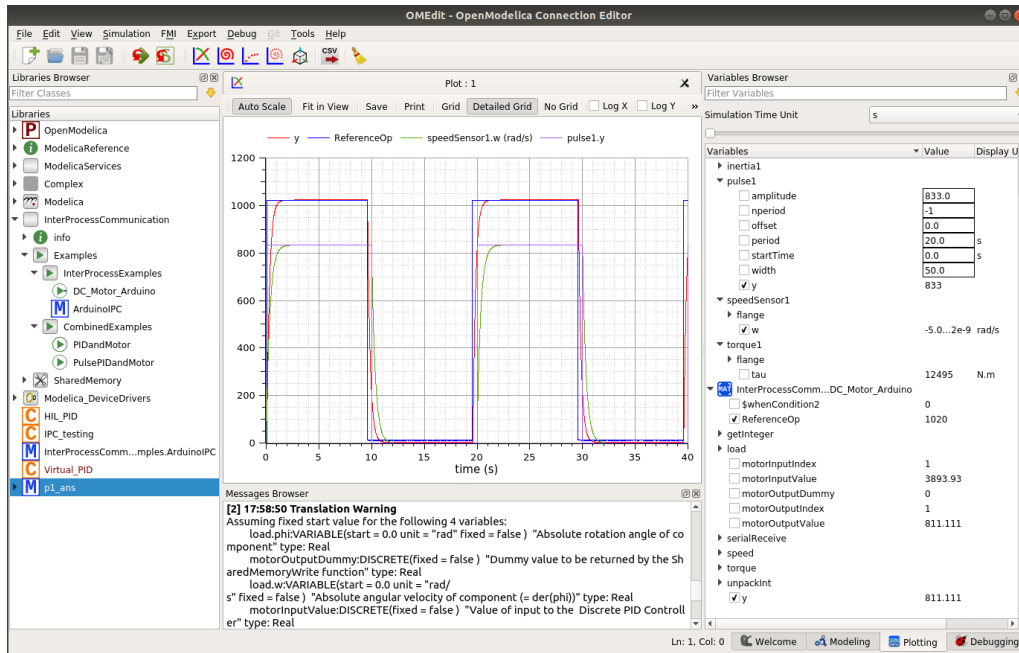 OMEdit - OpenModelica Connection Editor
File Edit View Simulation FMI Export Debug Git Tools Help
CSV
Libraries Browser
Filter Classes
Libraries
P OpenModelica
i ModelicaReference
ModelicaServices
Complex
Modelica
InterProcessCommunication
i info
Examples
InterProcessExamples
DC_Motor_Arduino
M ArduinoIPC
CombinedExamples
PIDandMotor
PulsePIDandMotor
SharedMemory
Modelica_DeviceDrivers
C HIL_PID
C IPC_testing
M InterProcessComm...mples.ArduinoIPC
C Virtual_PID
M p1_ans
Plot : 1
Auto Scale Fit in View Save Print Grid Detailed Grid No Grid Log X Log Y »
y ReferenceOp speedSensor1.w (rad/s) pulse1.y
1200
1000
800
600
400
200
0
0 5 10 15 20 25 30 35 40
time (s)
Messages Browser
[2] 17:58:50 Translation Warning
Assuming fixed start value for the following 4 variables:
load.phi:VARIABLE(start = 0.0 unit = "rad" fixed = false ) "Absolute rotation angle of co
mponent" type: Real
motorOutputDummy:DISCRETE(fixed = false ) "Dummy value to be returned by the Sh
aredMemoryWrite function" type: Real
load.w:VARIABLE(start = 0.0 unit = "rad/
s" fixed = false ) "Absolute angular velocity of component (= der(phi))" type: Real
motorInputValue:DISCRETE(fixed = false ) "Value of input to the Discrete PID Controll
er" type: Real
Variables Browser
Filter Variables
Simulation Time Unit s
Variables Value Display U
inertia1
pulse1
amplitude 833.0
nperiod -1
offset 0.0
period 20.0 s
startTime 0.0 s
width 50.0
y 833
speedSensor1
flange
w -5.0...2e-9 rad/s
torque1
flange
tau 12495 N.m
MAT InterProcessComm...DC_Motor_Arduino
$whenCondition2 0
ReferenceOp 1020
getInteger
load
motorInputIndex 1
motorInputValue 3893.93
motorOutputDummy 0
motorOutputIndex 1
motorOutputValue 811.111
serialReceive
speed
torque
unpackInt
y 811.111
Ln: 1, Col: 0 Welcome Modeling Plotting Debugging